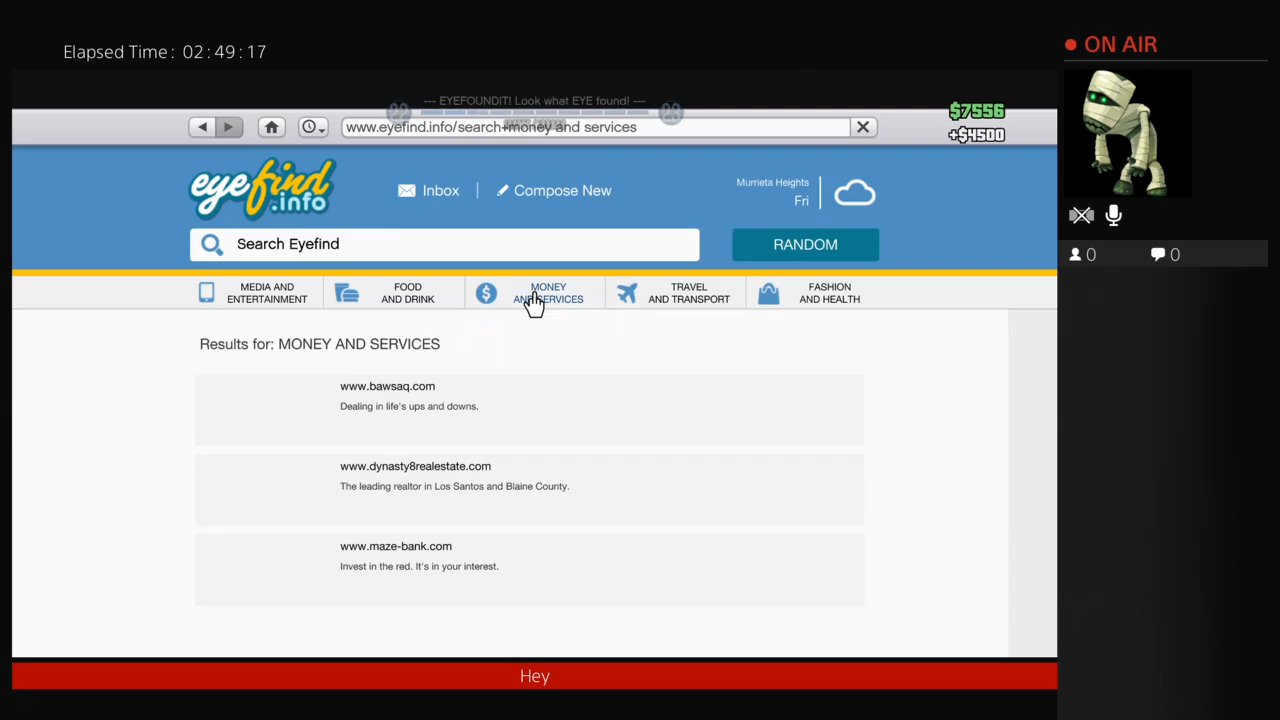 Elapsed Time: 02:49:17
ON AIR
--- EYEFOUNDIT! Look what EYE found! ---
www.eyefind.info/search+money and services
$7556
+$4500
eyefind
.info
Inbox
Compose New
Murrieta Heights
Fri
Search Eyefind
RANDOM
0
0
MEDIA AND
ENTERTAINMENT
FOOD
AND DRINK
MONEY
AND SERVICES
TRAVEL
AND TRANSPORT
FASHION
AND HEALTH
Results for: MONEY AND SERVICES
www.bawsaq.com
Dealing in life's ups and downs.
www.dynasty8realestate.com
The leading realtor in Los Santos and Blaine County.
www.maze-bank.com
Invest in the red. It's in your interest.
Hey